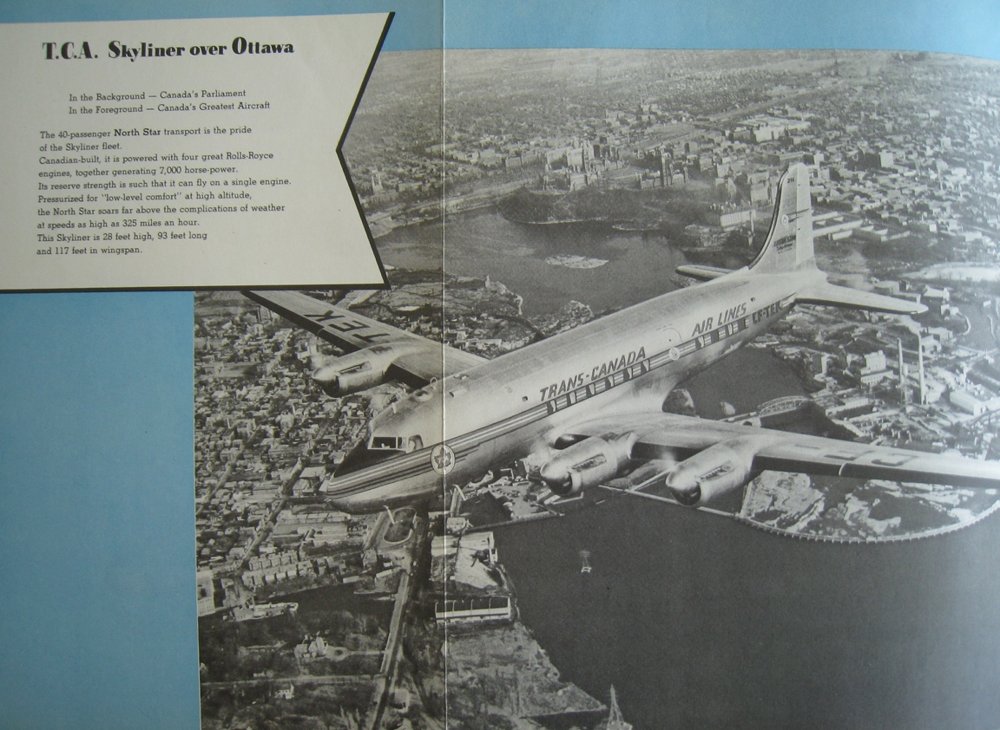 T.C.A. Skyliner over Ottawa
In the Background — Canada's Parliament
In the Foreground — Canada's Greatest Aircraft
The 40-passenger North Star transport is the pride
of the Skyliner fleet.
Canadian-built, it is powered with four great Rolls-Royce
engines, together generating 7,000 horse-power.
Its reserve strength is such that it can fly on a single engine.
Pressurized for "low-level comfort" at high altitude,
the North Star soars far above the complications of weather
at speeds as high as 325 miles an hour.
This Skyliner is 28 feet high, 93 feet long
and 117 feet in wingspan.
TEK
TRANS-CANADA AIR LINES CF-TEK